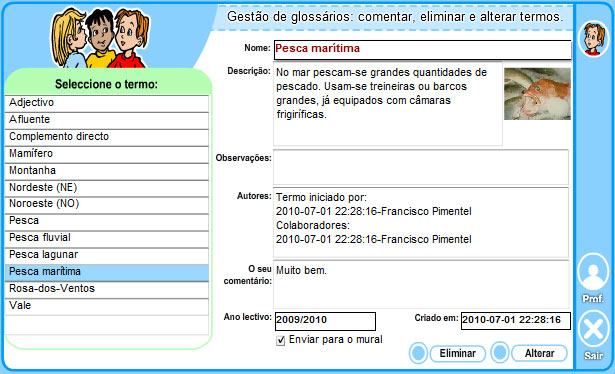 Gestão de glossários: comentar, eliminar e alterar termos.
Seleccione o termo:
Adjectivo
Afluente
Complemento directo
Mamífero
Montanha
Nordeste (NE)
Noroeste (NO)
Pesca
Pesca fluvial
Pesca lagunar
Pesca marítima
Rosa-dos-Ventos
Vale
Nome: Pesca marítima
Descrição: No mar pescam-se grandes quantidades de
pescado. Usam-se treineiras ou barcos
grandes, já equipados com câmaras
frigiríficas.
Observações:
Autores: Termo iniciado por:
2010-07-01 22:28:16-Francisco Pimentel
Colaboradores:
2010-07-01 22:28:16-Francisco Pimentel
O seu comentário: Muito bem.
Ano lectivo: 2009/2010 Criado em: 2010-07-01 22:28:16
Enviar para o mural
Eliminar Alterar
Prof.
Sair